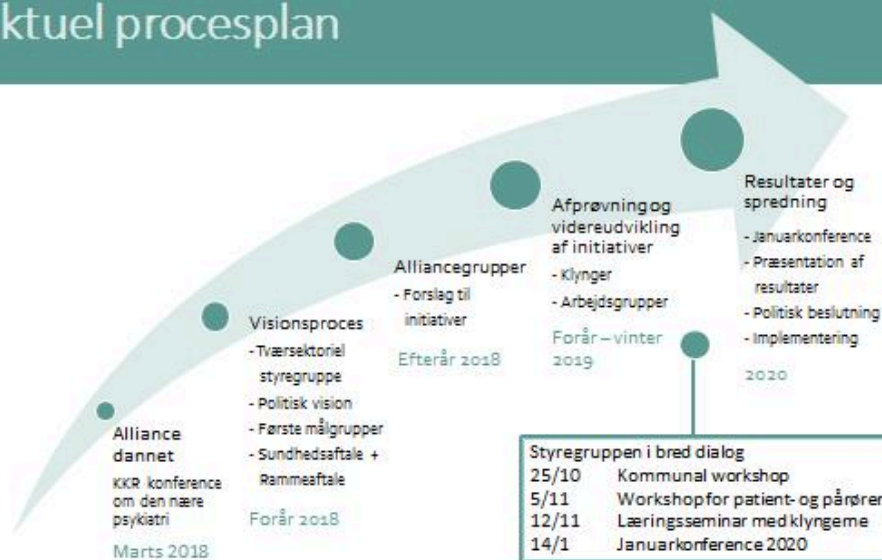 ktuel procesplan
Alliance
dannet
KKR konference
om den nære
psykiatri
Marts 2018
Visionsproces
- Tværsektoriel
styregruppe
- Politisk vision
- Første målgrupper
- Sundhedsaftale +
Rammeaftale
Forår 2018
Alliancegrupper
- Forslag til
initiativer
Efterår 2018
Afprøvning og
videreudvikling
af initiativer
- Klynger
- Arbejdsgrupper
Forår – vinter
2019
Resultater og
spredning
- Januarkonference
- Præsentation af
resultater
- Politisk beslutning
- Implementering
2020
Styregruppen i bred dialog
25/10 Kommunal workshop
5/11 Workshop for patient- og pårører
12/11 Læringsseminar med klyngerne
14/1 Januarkonference 2020